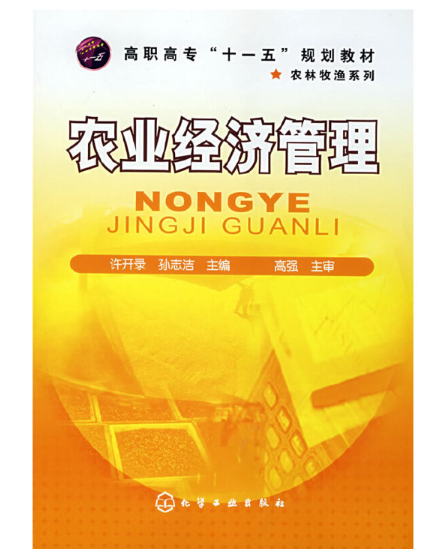 高职高专“十一五”规划教材
★农林牧渔系列
农业经济管理
NONGYE
JINGJI GUANLI
许开录 孙志洁 主编 高强 主审
化学工业出版社